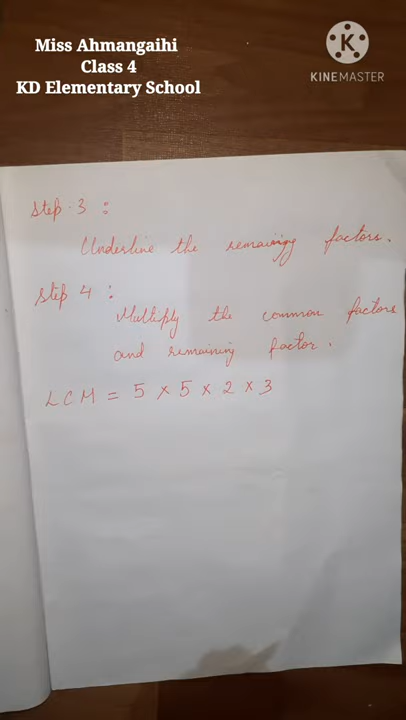 Miss Ahmangaihi
Class 4
KD Elementary School
KINEMASTER
Step 3 :
Underline the remaining factors.
Step 4 :
Multiply the common factors
and remaining factor.
LCM = 5 × 5 × 2 × 3